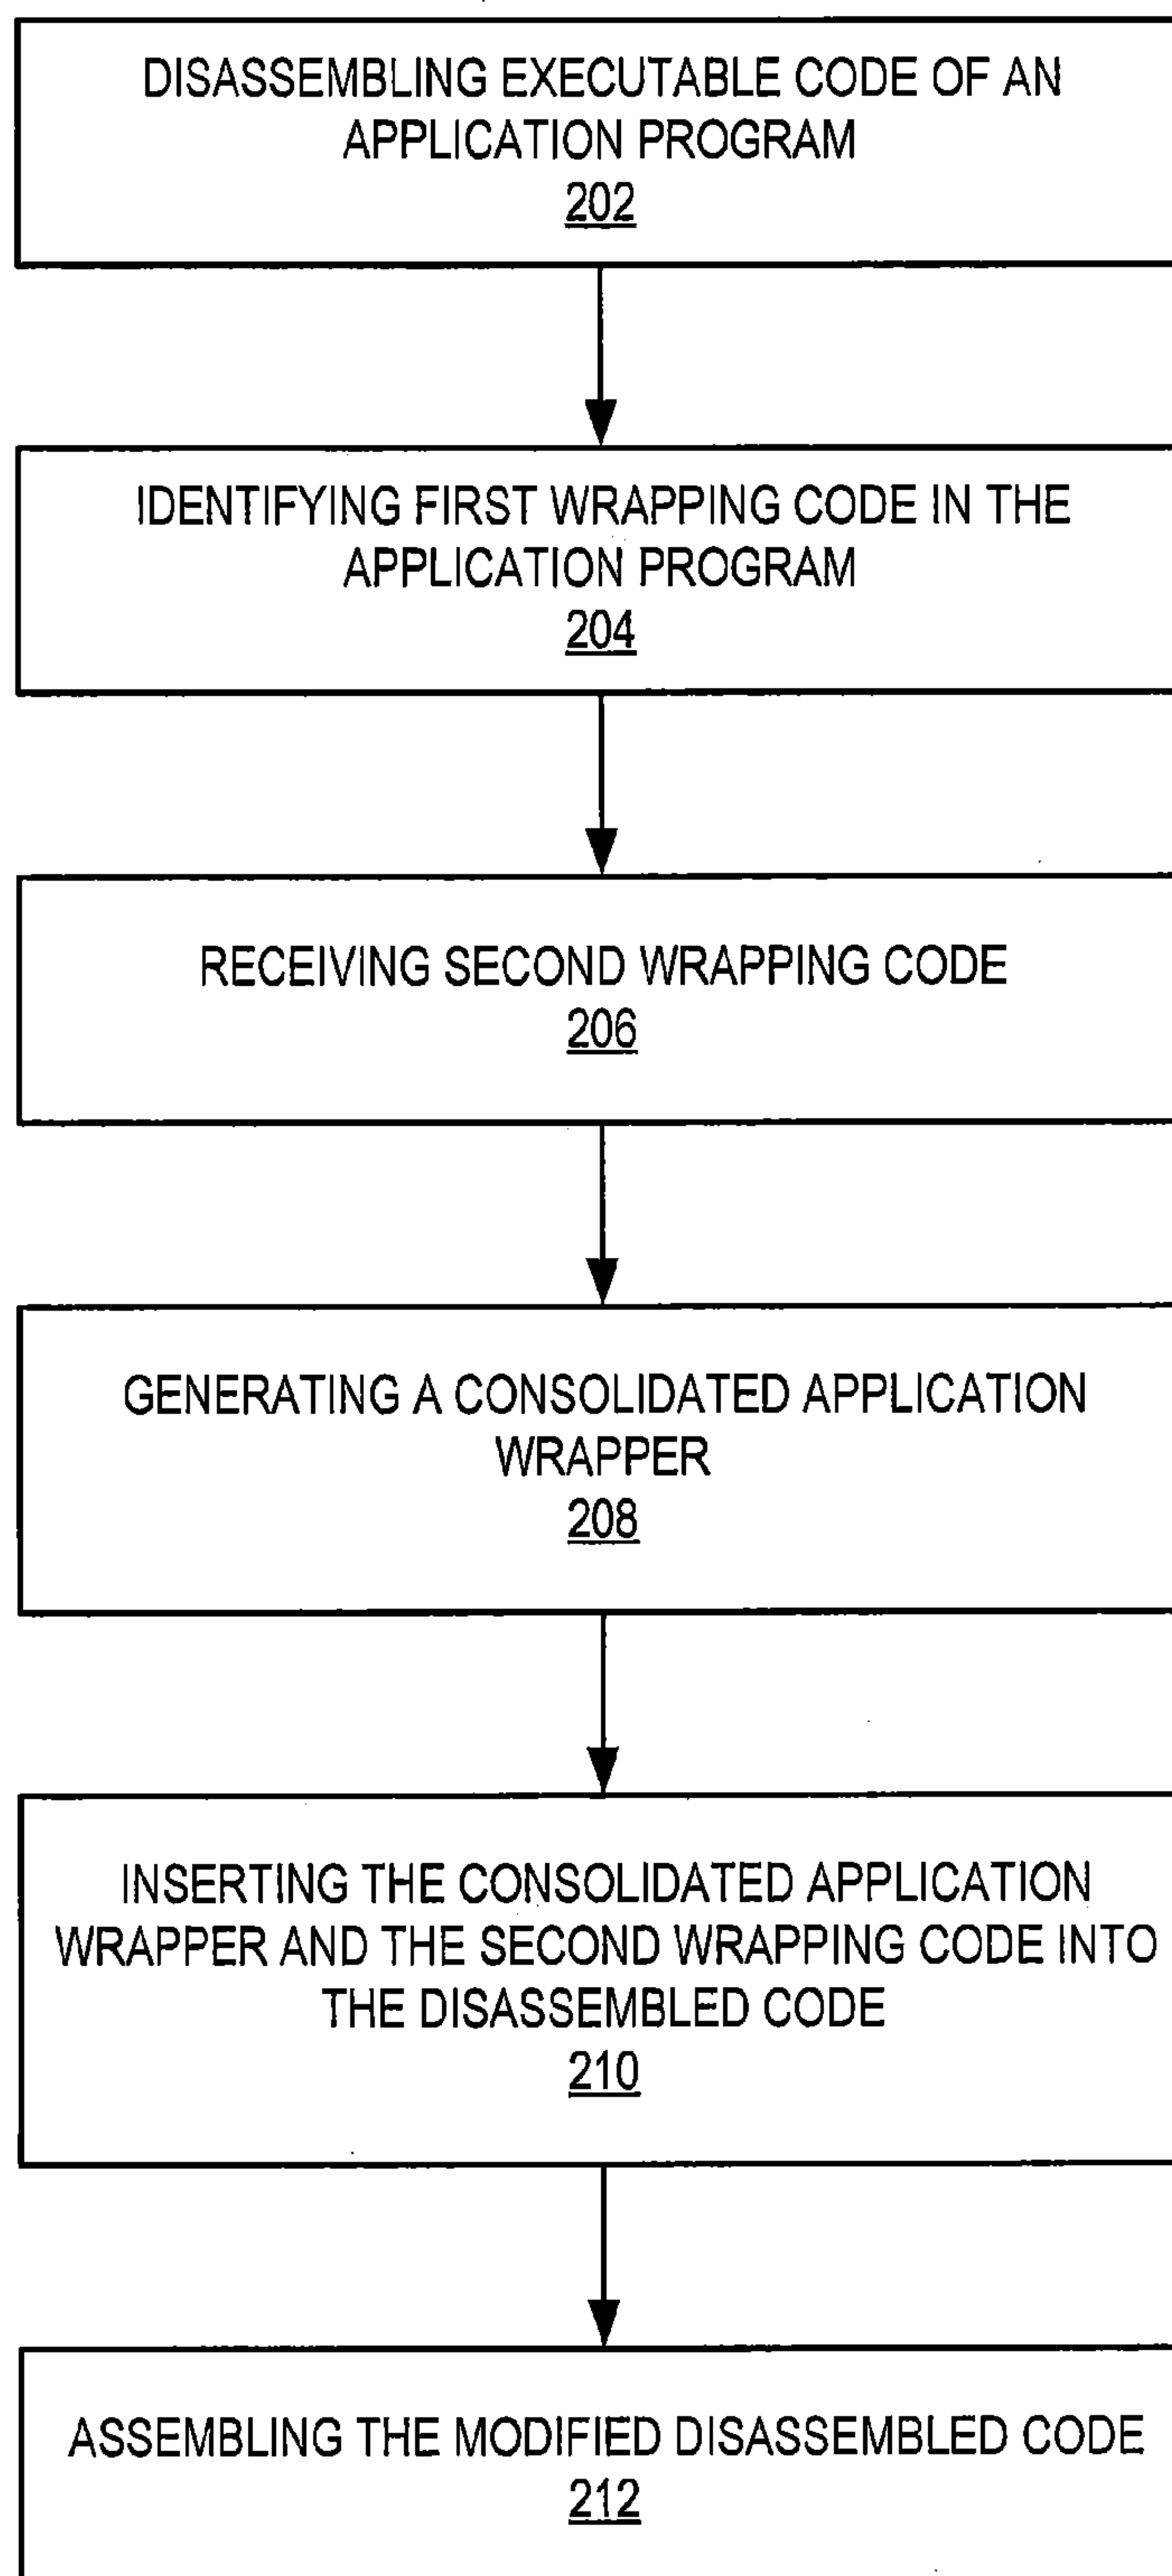 DISASSEMBLING EXECUTABLE CODE OF AN
APPLICATION PROGRAM
202
IDENTIFYING FIRST WRAPPING CODE IN THE
APPLICATION PROGRAM
204
RECEIVING SECOND WRAPPING CODE
206
GENERATING A CONSOLIDATED APPLICATION
WRAPPER
208
INSERTING THE CONSOLIDATED APPLICATION
WRAPPER AND THE SECOND WRAPPING CODE INTO
THE DISASSEMBLED CODE
210
ASSEMBLING THE MODIFIED DISASSEMBLED CODE
212